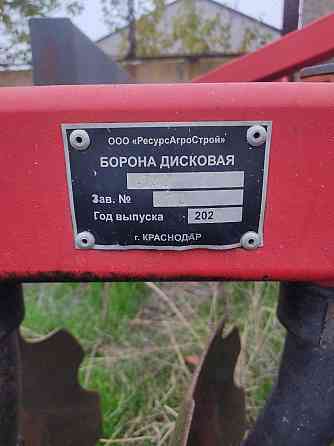 ООО «РесурсАгроСтрой»
БОРОНА ДИСКОВАЯ
Зав. №
Год выпуска 202
г. КРАСНОДАР